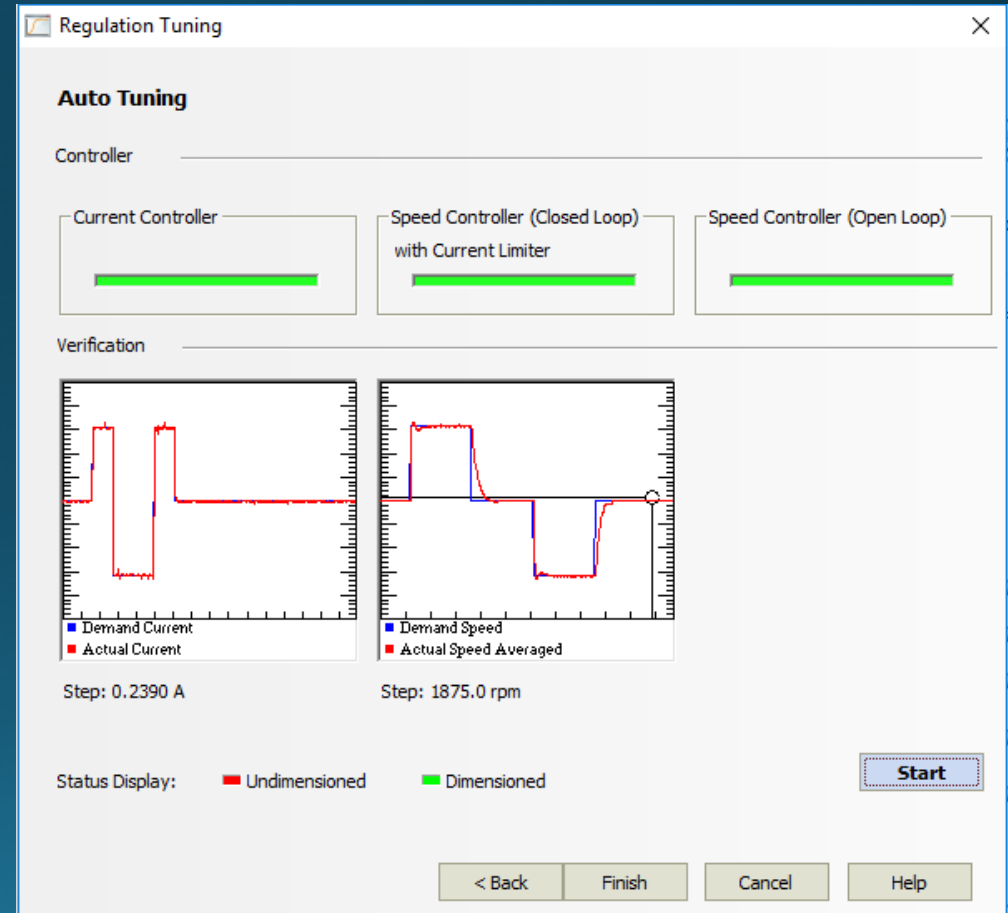 Regulation Tuning
Auto Tuning
Controller
Current Controller
Speed Controller (Closed Loop)
with Current Limiter
Speed Controller (Open Loop)
Verification
Demand Current
Actual Current
Demand Speed
Actual Speed Averaged
Step: 0.2390 A
Step: 1875.0 rpm
Status Display:
Undimensioned
Dimensioned
Start
< Back
Finish
Cancel
Help